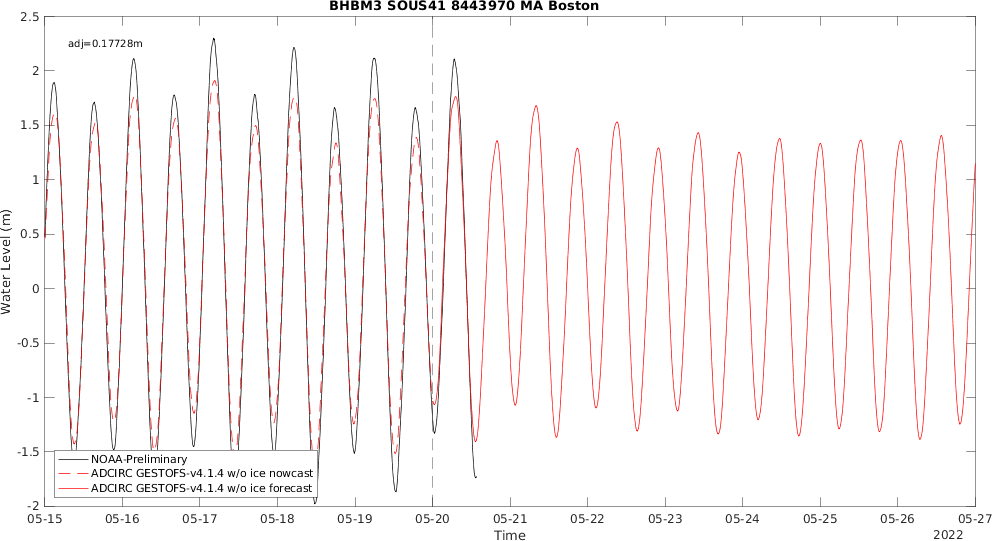 BHBM3 SOUS41 8443970 MA Boston
adj=0.17728m
2.5
2
1.5
1
0.5
0
-0.5
-1
-1.5
-2
Water Level (m)
NOAA-Preliminary
ADCIRC GESTOFS-v4.1.4 w/o ice nowcast
ADCIRC GESTOFS-v4.1.4 w/o ice forecast
05-15 05-16 05-17 05-18 05-19 05-20 05-21 05-22 05-23 05-24 05-25 05-26 05-27
Time
2022